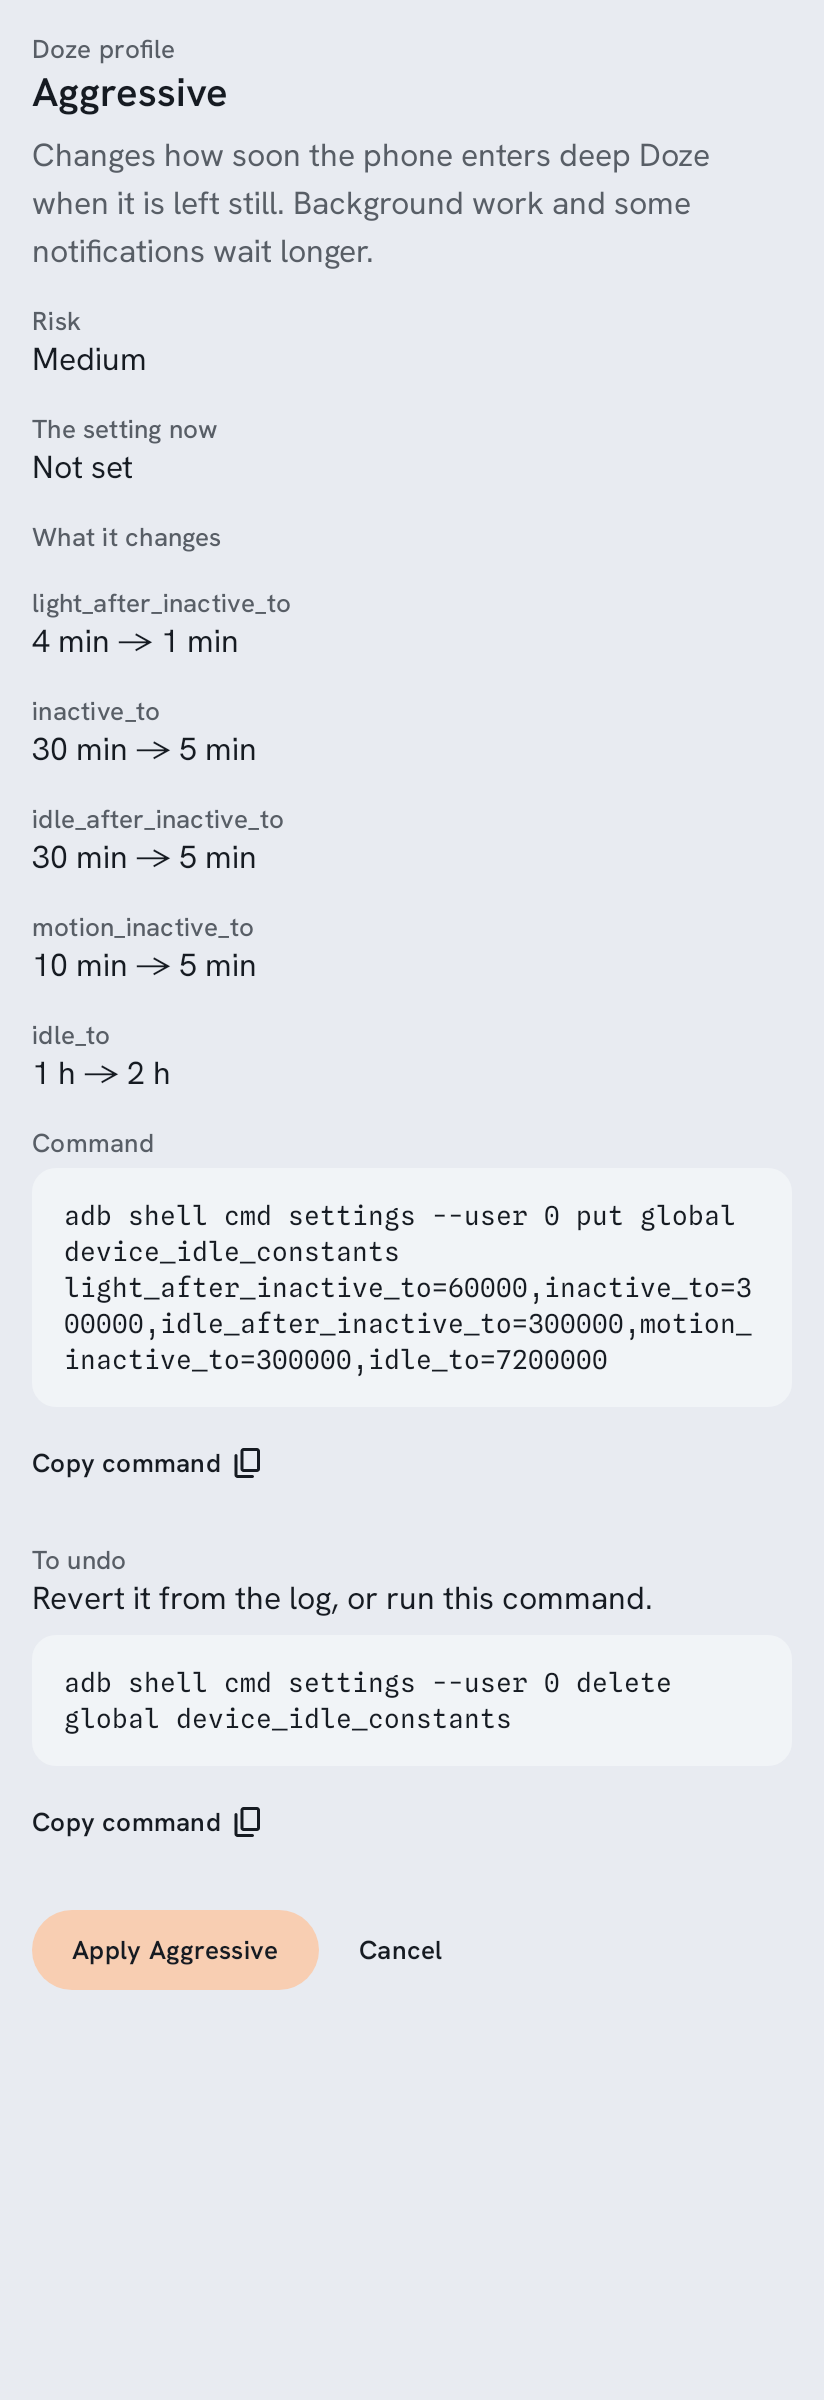 Doze profile
Aggressive
Changes how soon the phone enters deep Doze
when it is left still. Background work and some
notifications wait longer.
Risk
Medium
The setting now
Not set
What it changes
light_after_inactive_to
4 min → 1 min
inactive_to
30 min → 5 min
idle_after_inactive_to
30 min → 5 min
motion_inactive_to
10 min → 5 min
idle_to
1 h → 2 h
Command
adb shell cmd settings --user 0 put global
device_idle_constants
light_after_inactive_to=60000,inactive_to=3
00000,idle_after_inactive_to=300000,motion_
inactive_to=300000,idle_to=7200000
Copy command
To undo
Revert it from the log, or run this command.
adb shell cmd settings --user 0 delete
global device_idle_constants
Copy command
Apply Aggressive
Cancel